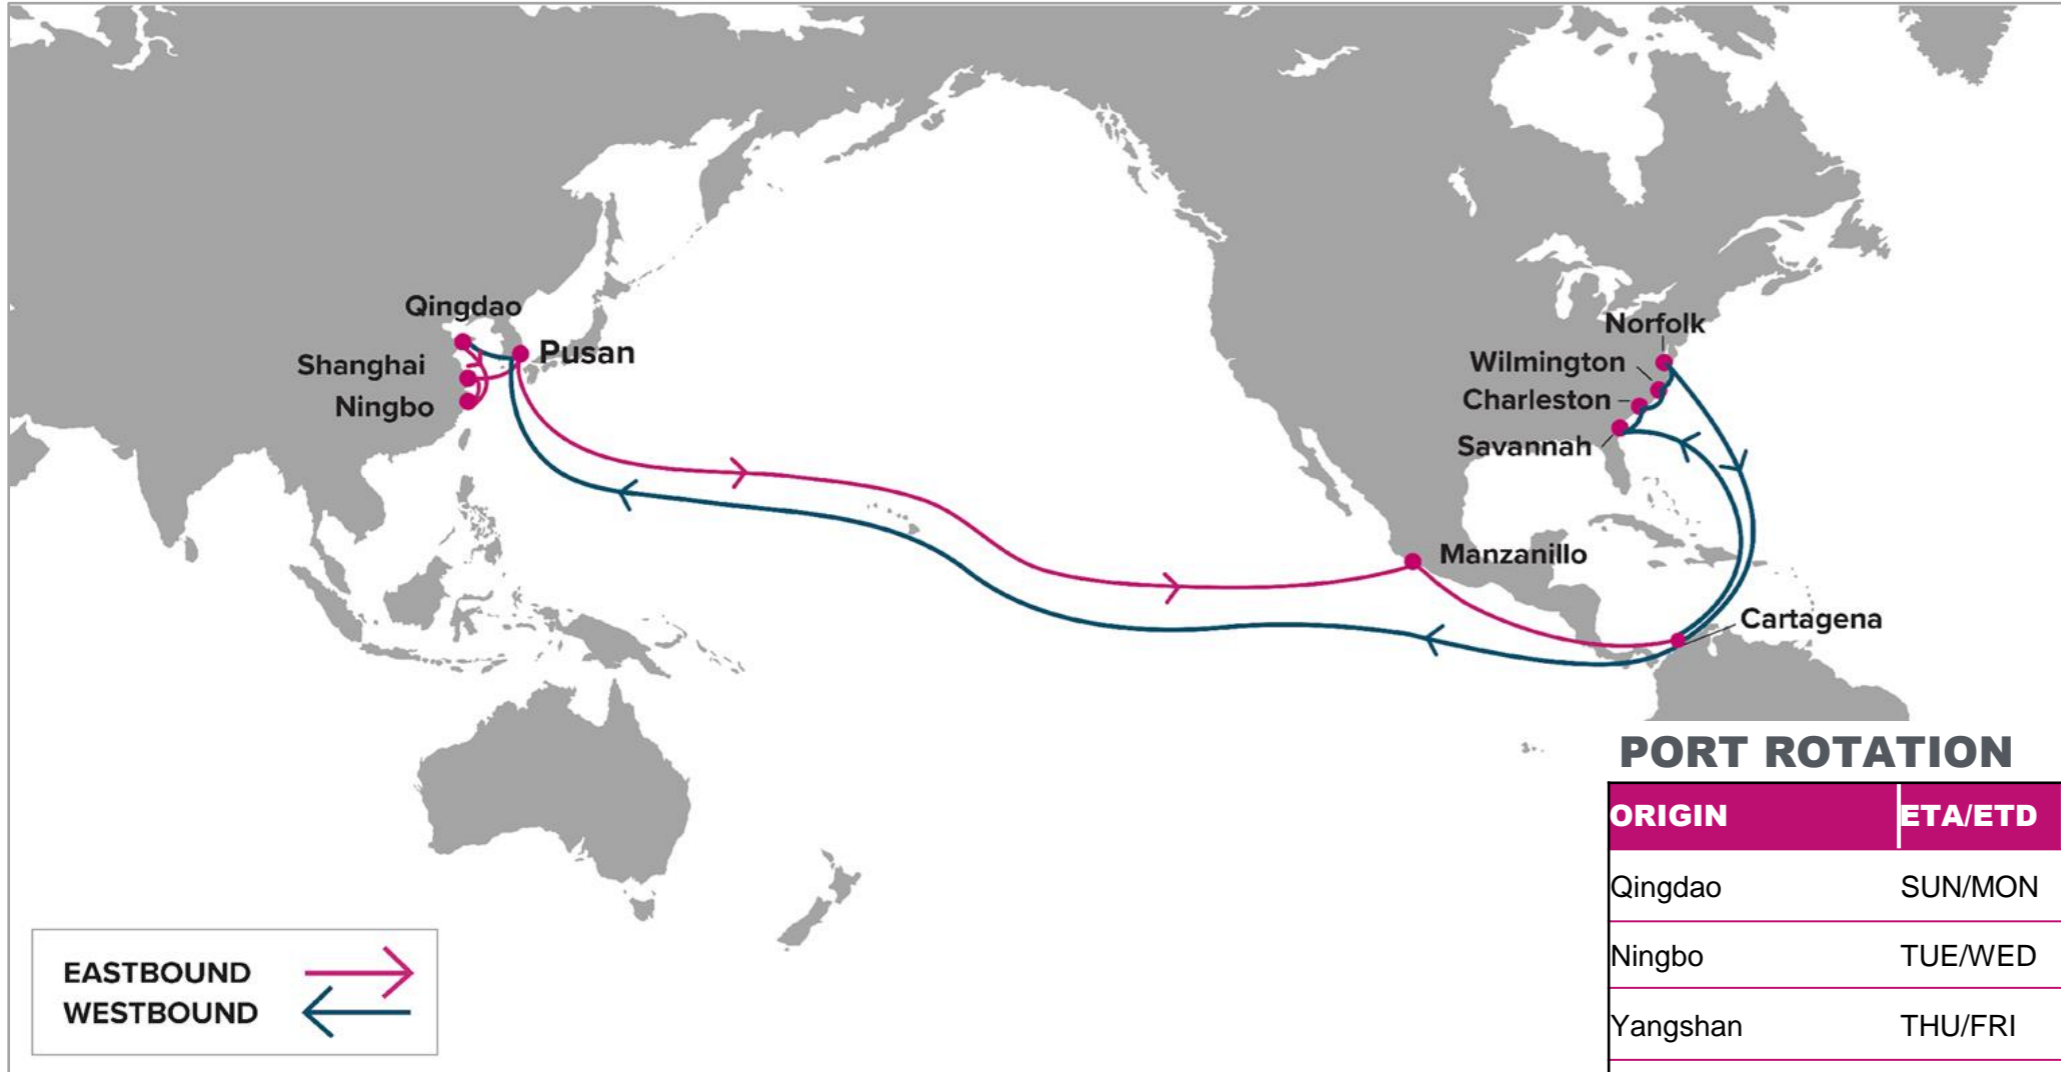 Qingdao
Pusan
Shanghai
Ningbo
Norfolk
Wilmington
Charleston
Savannah
Manzanillo
Cartagena
EASTBOUND
WESTBOUND
PORT ROTATION
ORIGIN ETA/ETD
Qingdao SUN/MON
Ningbo TUE/WED
Yangshan THU/FRI